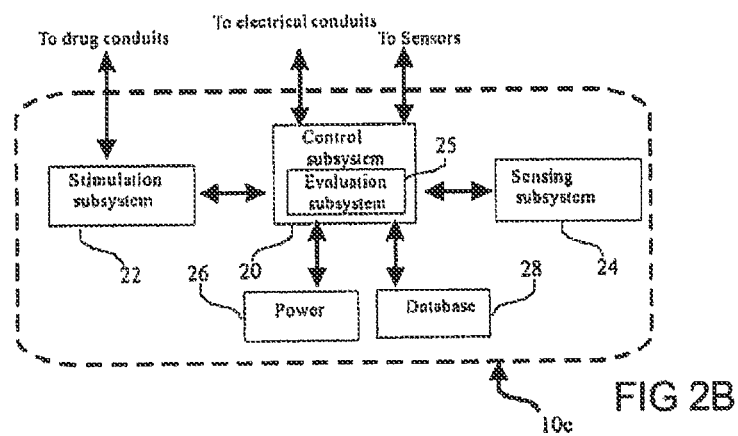 To electrical conduits
To drug conduits
To Sensors
Control
subsystem
25
Evaluation
subsystem
Stimulation
subsystem
Sensing
subsystem
22
26
20
28
24
Power
Database
FIG 2B
10c